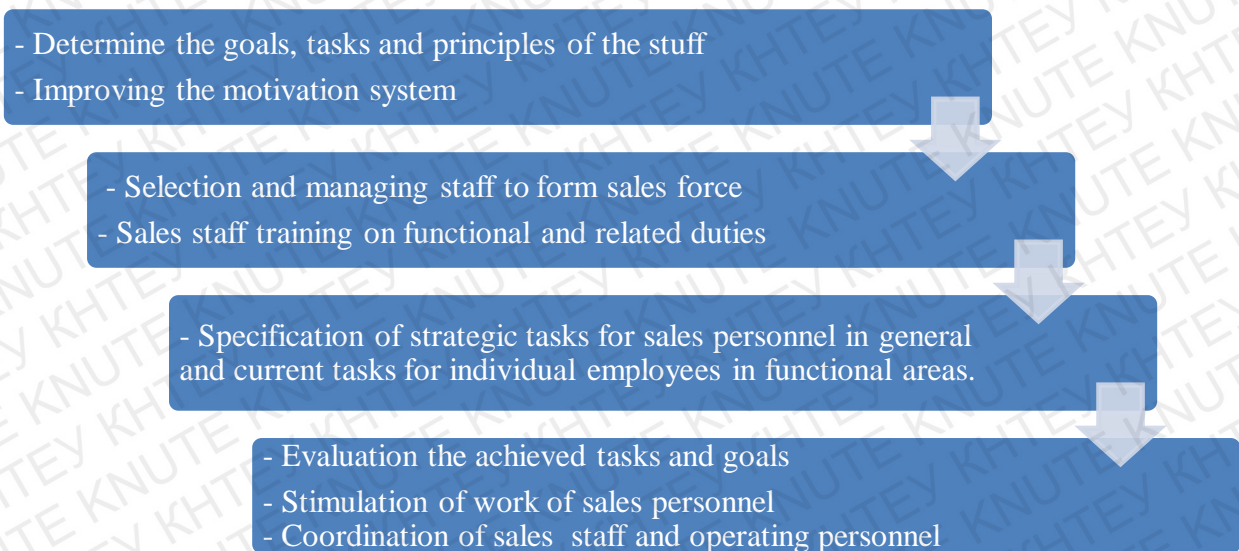 - Determine the goals, tasks and principles of the stuff
- Improving the motivation system
- Selection and managing staff to form sales force
- Sales staff training on functional and related duties
- Specification of strategic tasks for sales personnel in general
and current tasks for individual employees in functional areas.
- Evaluation the achieved tasks and goals
- Stimulation of work of sales personnel
- Coordination of sales staff and operating personnel